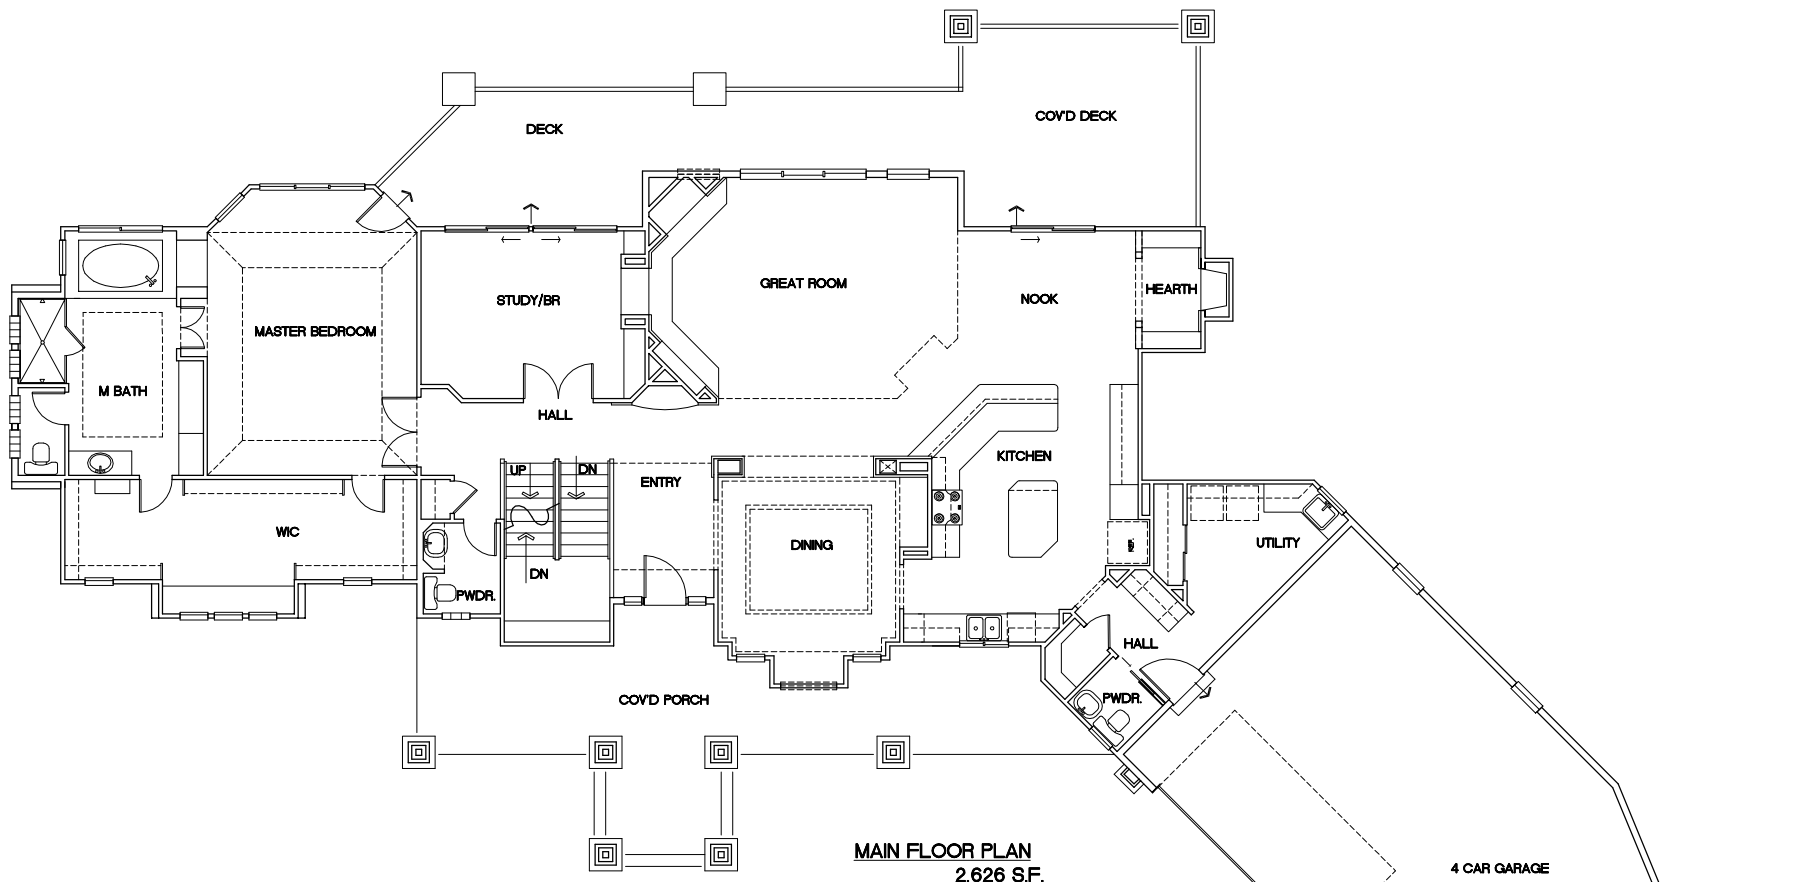 COV'D DECK
DECK
GREAT ROOM
HEARTH
STUDY/BR
NOOK
MASTER BEDROOM
M BATH
HALL
KITCHEN
UP
DN
ENTRY
WIC
DINING
REF.
UTILITY
DN
PWDR.
HALL
COV'D PORCH
PWDR.
MAIN FLOOR PLAN
2,626 S.F.
4 CAR GARAGE